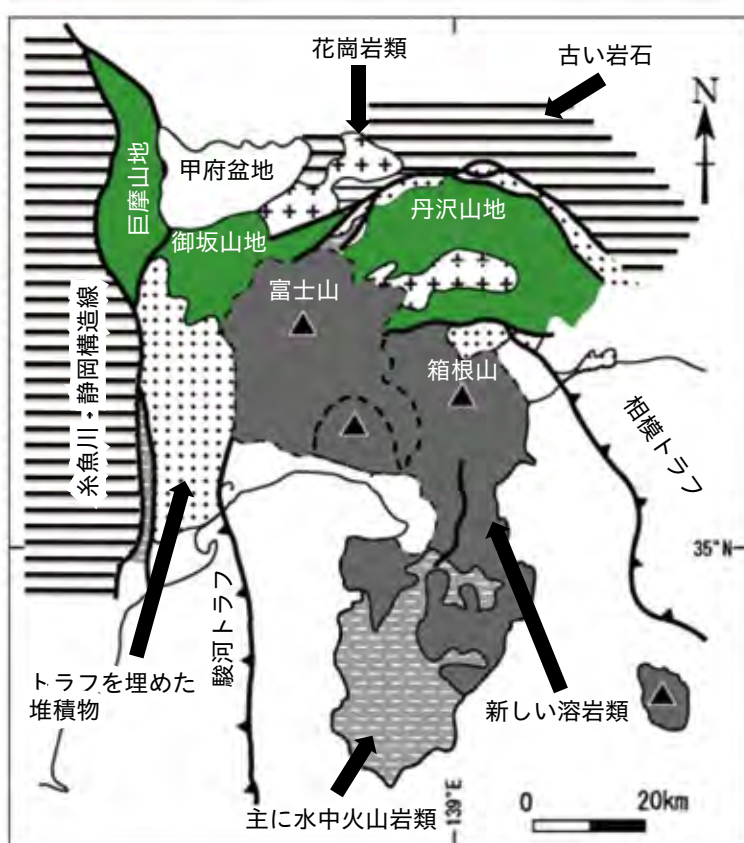 花崗岩類
古い岩石
N
巨摩山地
甲府盆地
丹沢山地
御坂山地
富士山
糸魚川・静岡構造線
箱根山
相模トラフ
35°N
駿河トラフ
トラフを埋めた
堆積物
新しい溶岩類
139°E
0 20km
主に水中火山岩類